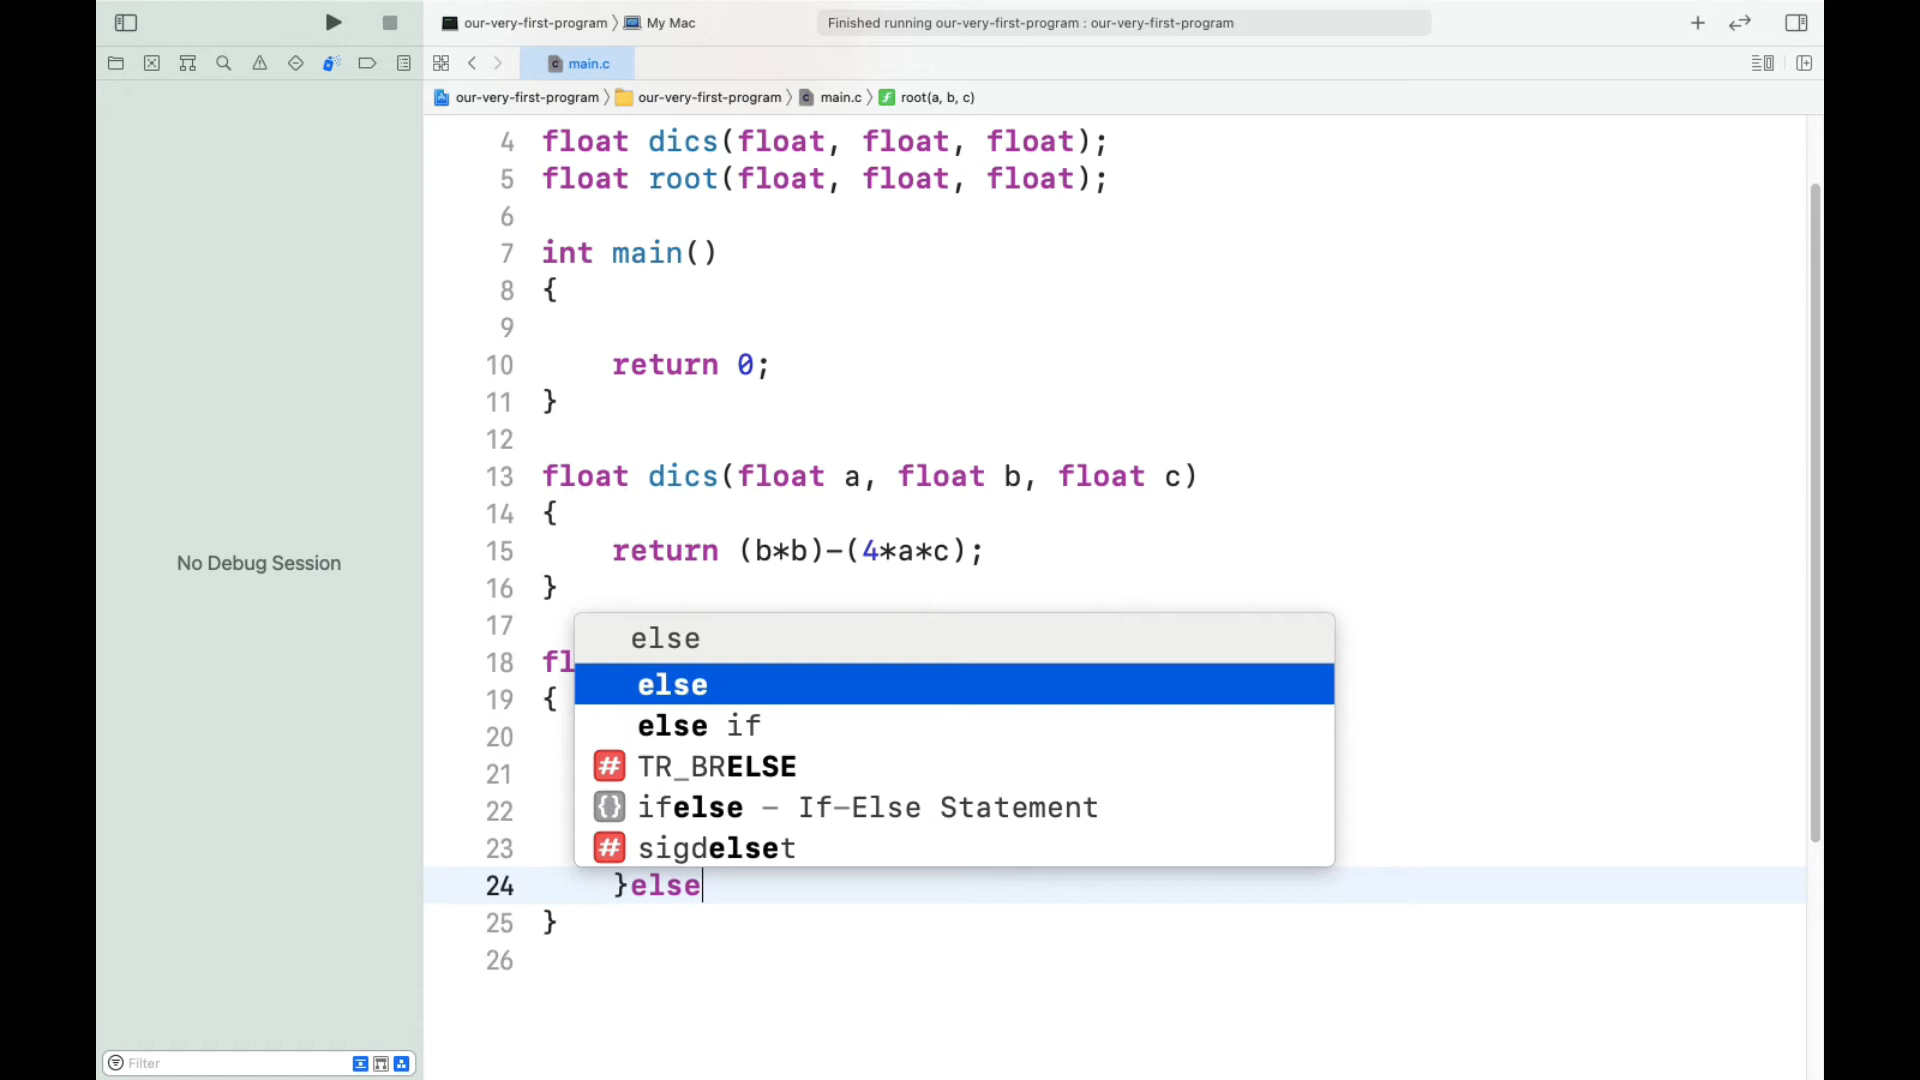 our-very-first-program 〉 My Mac
Finished running our-very-first-program : our-very-first-program
main.c
our-very-first-program 〉 our-very-first-program 〉 main.c 〉 root(a, b, c)
4 float dics(float, float, float);
5 float root(float, float, float);
6
7 int main()
8 {
9
10 return 0;
11 }
12
13 float dics(float a, float b, float c)
14 {
15 return (b*b)-(4*a*c);
16 }
No Debug Session
17
else
18 fl
else
19 {
else if
20
TR_BRELSE
21
ifelse – If-Else Statement
22
sigdelset
23
24 }else
25 }
26
Filter